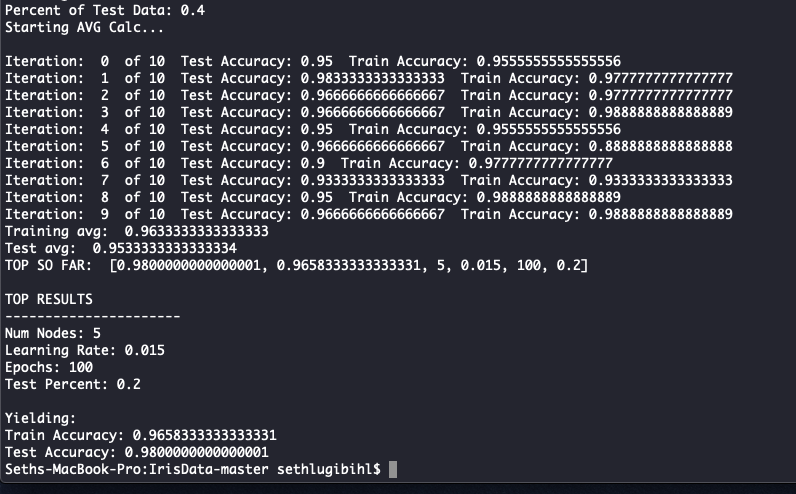 Percent of Test Data: 0.4
Starting AVG Calc...
Iteration:  0  of 10  Test Accuracy: 0.95  Train Accuracy: 0.9555555555555556
Iteration:  1  of 10  Test Accuracy: 0.9833333333333333  Train Accuracy: 0.9777777777777777
Iteration:  2  of 10  Test Accuracy: 0.9666666666666667  Train Accuracy: 0.9777777777777777
Iteration:  3  of 10  Test Accuracy: 0.9666666666666667  Train Accuracy: 0.9888888888888889
Iteration:  4  of 10  Test Accuracy: 0.95  Train Accuracy: 0.9555555555555556
Iteration:  5  of 10  Test Accuracy: 0.9666666666666667  Train Accuracy: 0.8888888888888888
Iteration:  6  of 10  Test Accuracy: 0.9  Train Accuracy: 0.9777777777777777
Iteration:  7  of 10  Test Accuracy: 0.9333333333333333  Train Accuracy: 0.9333333333333333
Iteration:  8  of 10  Test Accuracy: 0.95  Train Accuracy: 0.9888888888888889
Iteration:  9  of 10  Test Accuracy: 0.9666666666666667  Train Accuracy: 0.9888888888888889
Training avg:  0.9633333333333333
Test avg:  0.9533333333333334
TOP SO FAR:  [0.9800000000000001, 0.9658333333333331, 5, 0.015, 100, 0.2]
TOP RESULTS
----------------------
Num Nodes: 5
Learning Rate: 0.015
Epochs: 100
Test Percent: 0.2
Yielding:
Train Accuracy: 0.9658333333333331
Test Accuracy: 0.9800000000000001
Seths-MacBook-Pro:IrisData-master sethlugibihl$